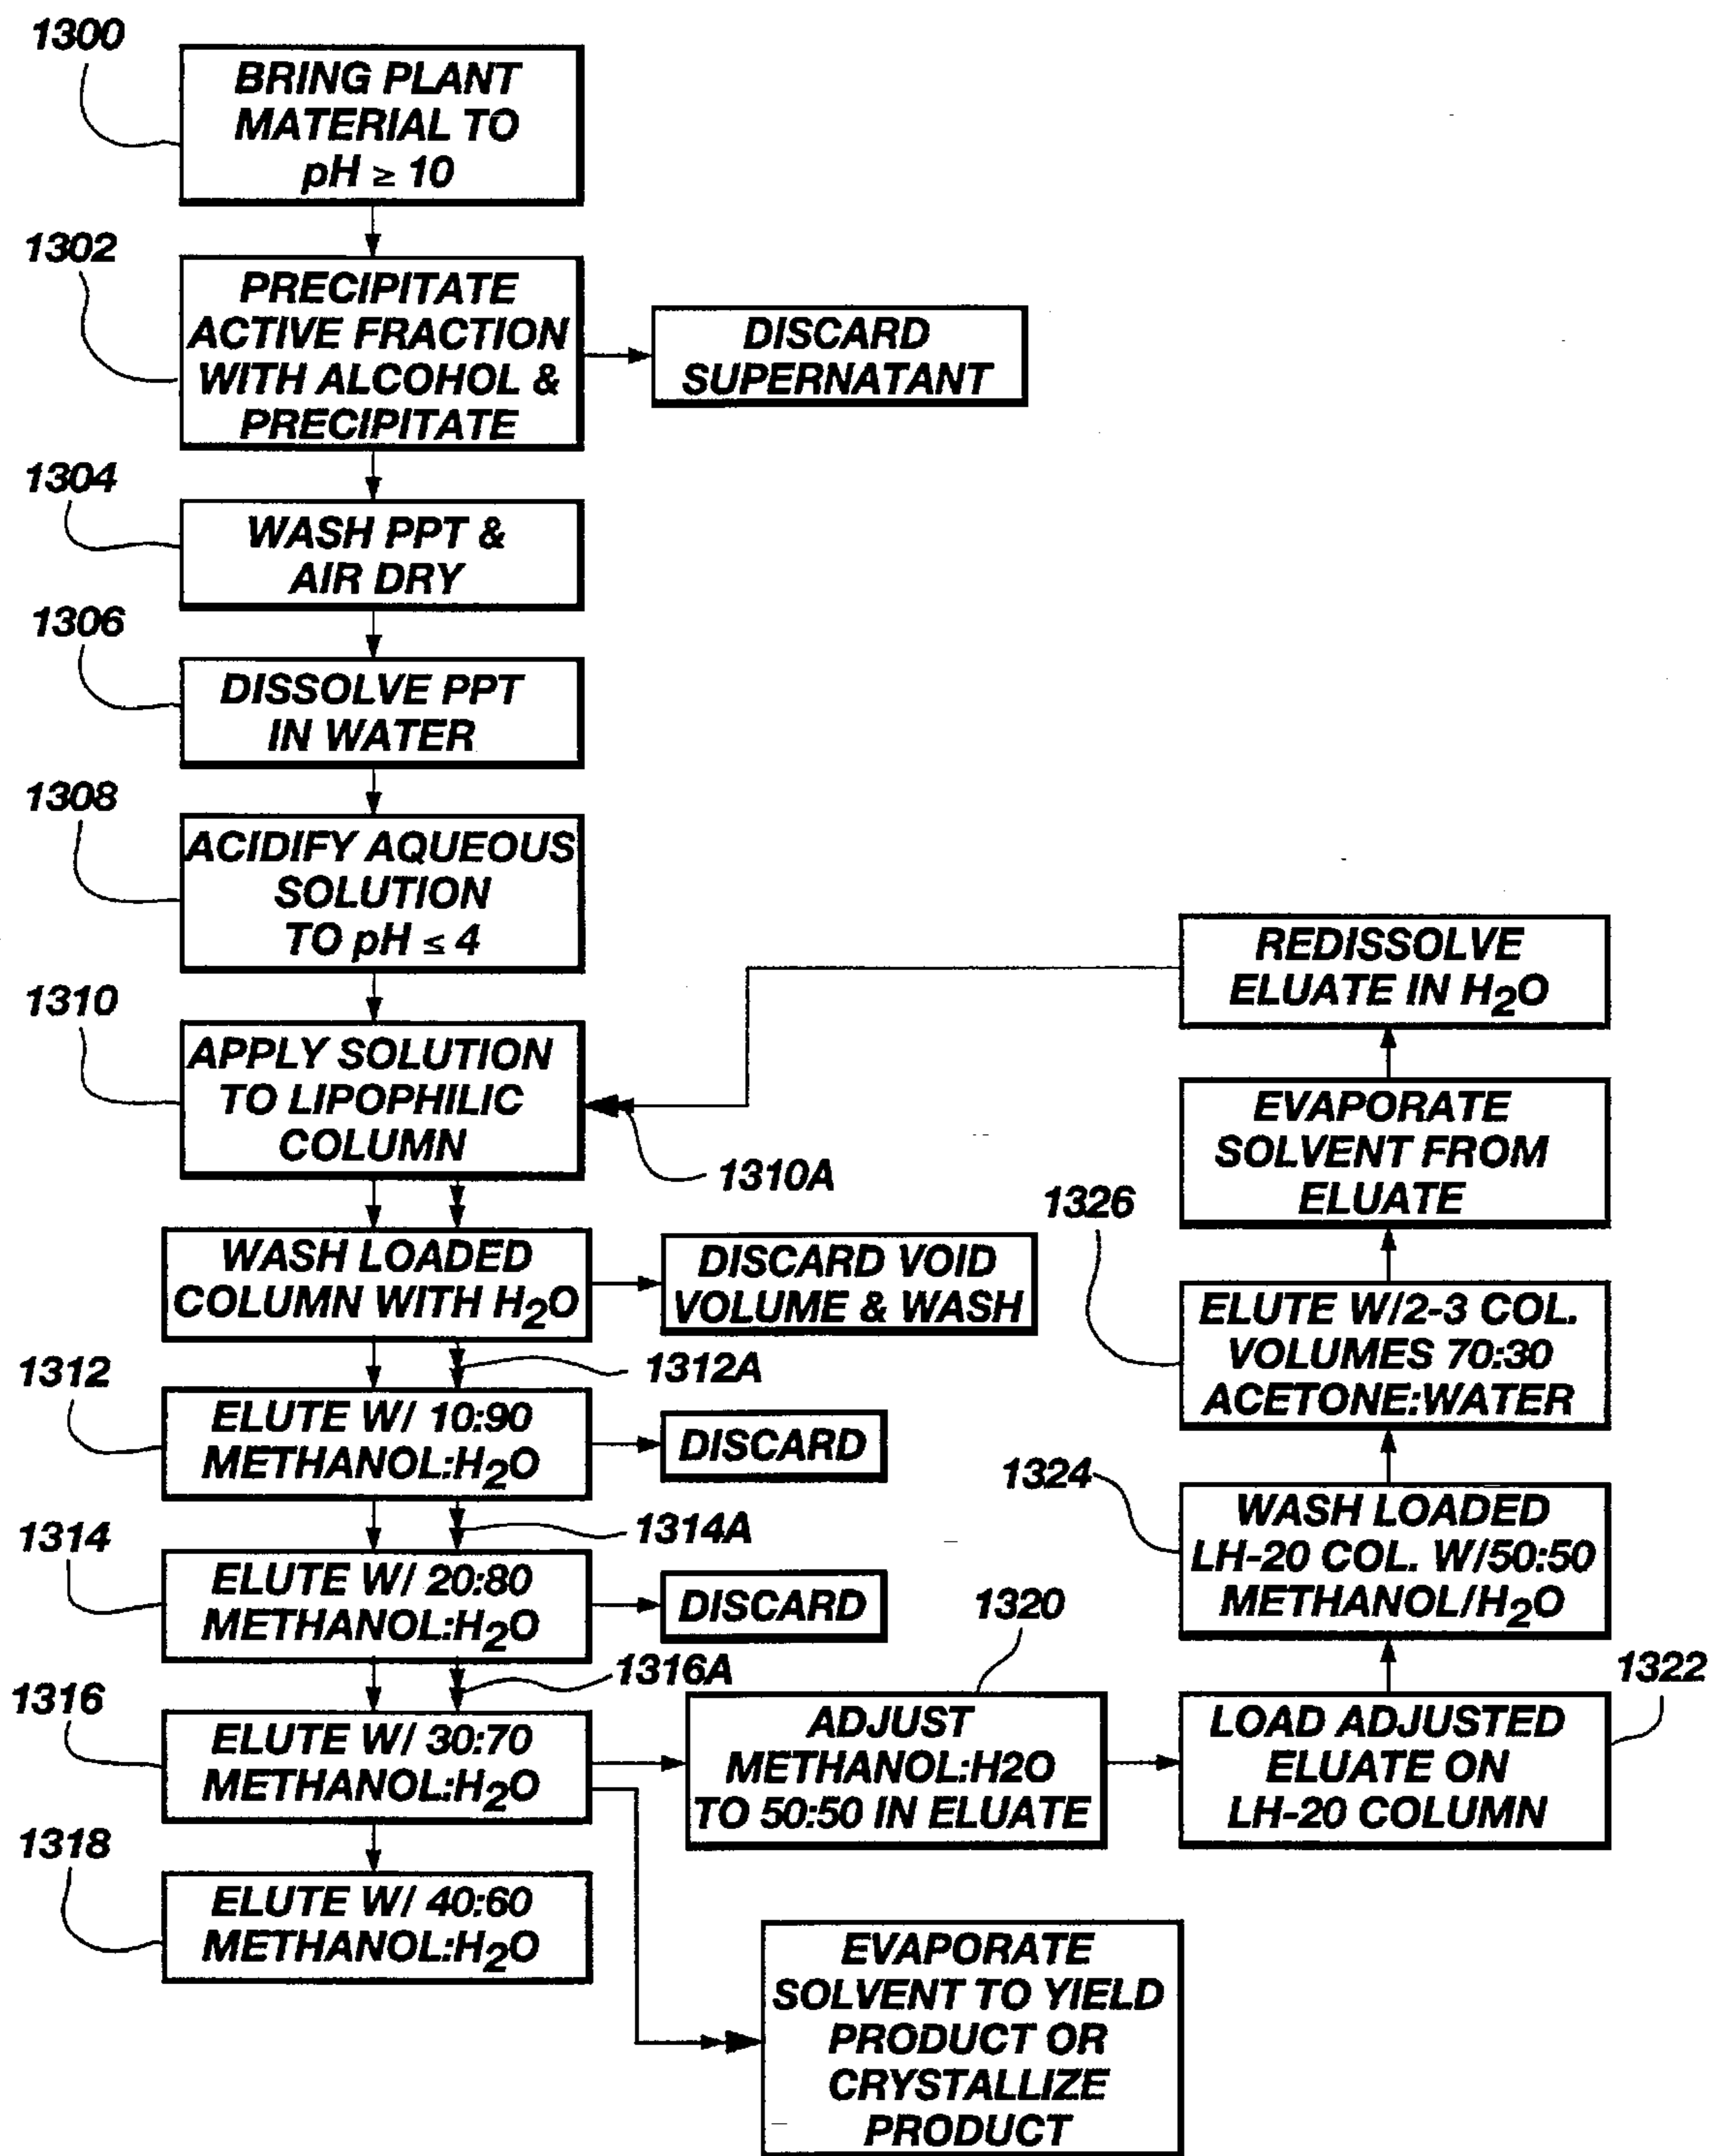 1300
BRING PLANT
MATERIAL TO
pH ≥ 10
1302
PRECIPITATE
ACTIVE FRACTION
WITH ALCOHOL &
PRECIPITATE
DISCARD
SUPERNATANT
1304
WASH PPT &
AIR DRY
1306
DISSOLVE PPT
IN WATER
1308
ACIDIFY AQUEOUS
SOLUTION
TO pH ≤ 4
1310
APPLY SOLUTION
TO LIPOPHILIC
COLUMN
1310A
WASH LOADED
COLUMN WITH H₂O
DISCARD VOID
VOLUME & WASH
1312A
1312
ELUTE W/ 10:90
METHANOL:H₂O
DISCARD
1314A
1314
ELUTE W/ 20:80
METHANOL:H₂O
DISCARD
1316A
1316
ELUTE W/ 30:70
METHANOL:H₂O
1318
ELUTE W/ 40:60
METHANOL:H₂O
1320
ADJUST
METHANOL:H2O
TO 50:50 IN ELUATE
1322
LOAD ADJUSTED
ELUATE ON
LH-20 COLUMN
1324
WASH LOADED
LH-20 COL. W/50:50
METHANOL/H₂O
1326
ELUTE W/2-3 COL.
VOLUMES 70:30
ACETONE:WATER
EVAPORATE
SOLVENT FROM
ELUATE
REDISSOLVE
ELUATE IN H₂O
EVAPORATE
SOLVENT TO YIELD
PRODUCT OR
CRYSTALLIZE
PRODUCT